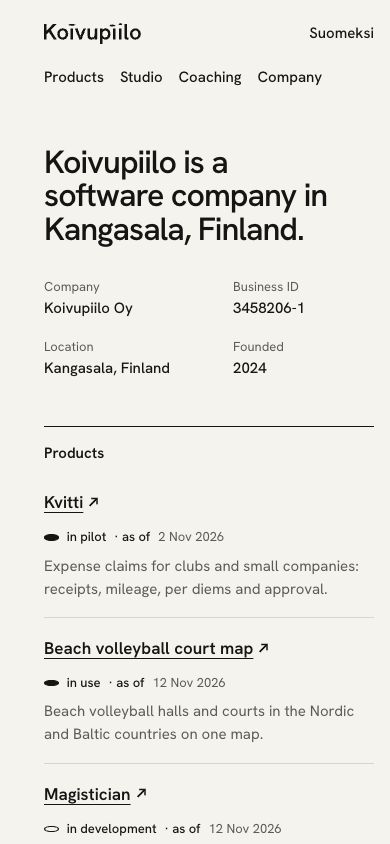 Koivupiilo
Suomeksi
Products Studio Coaching Company
Koivupiilo is a
software company in
Kangasala, Finland.
Company
Koivupiilo Oy
Business ID
3458206-1
Location
Kangasala, Finland
Founded
2024
Products
Kvitti ↗
in pilot · as of 2 Nov 2026
Expense claims for clubs and small companies:
receipts, mileage, per diems and approval.
Beach volleyball court map ↗
in use · as of 12 Nov 2026
Beach volleyball halls and courts in the Nordic
and Baltic countries on one map.
Magistician ↗
in development · as of 12 Nov 2026